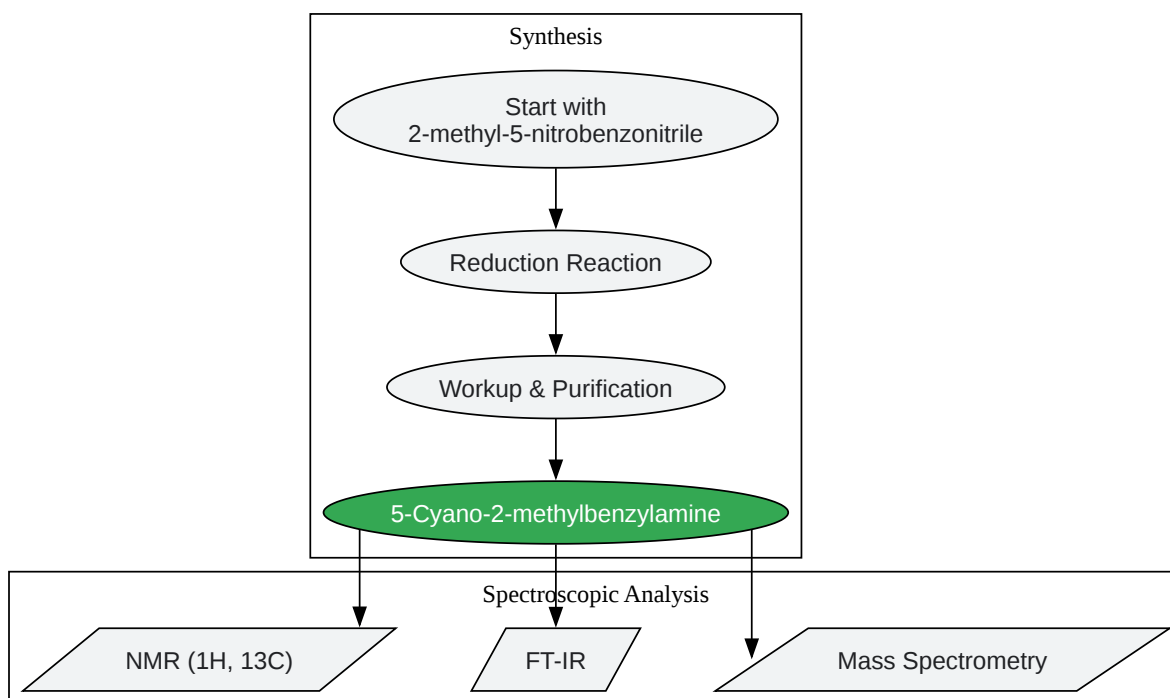 Synthesis
Start with
2-methyl-5-nitrobenzonitrile
Reduction Reaction
Workup & Purification
5-Cyano-2-methylbenzylamine
Spectroscopic Analysis
NMR (1H, 13C)
FT-IR
Mass Spectrometry